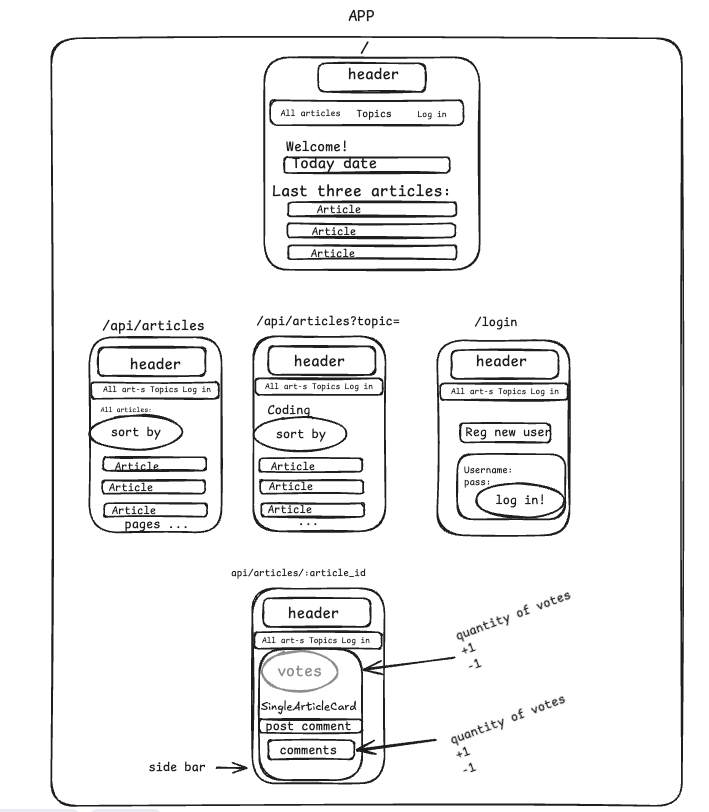 APP
/
header
All articles Topics Log in
Welcome!
Today date
Last three articles:
Article
Article
Article
/api/articles
header
All art-s Topics Log in
All articles:
sort by
Article
Article
Article
pages ...
/api/articles?topic=
header
All art-s Topics Log in
Coding
sort by
Article
Article
Article
...
/login
header
All art-s Topics Log in
Reg new user
Username:
pass:
log in!
api/articles/:article_id
header
All art-s Topics Log in
votes
SingleArticleCard
post comment
comments
side bar
quantity of votes
+1
-1
quantity of votes
+1
-1